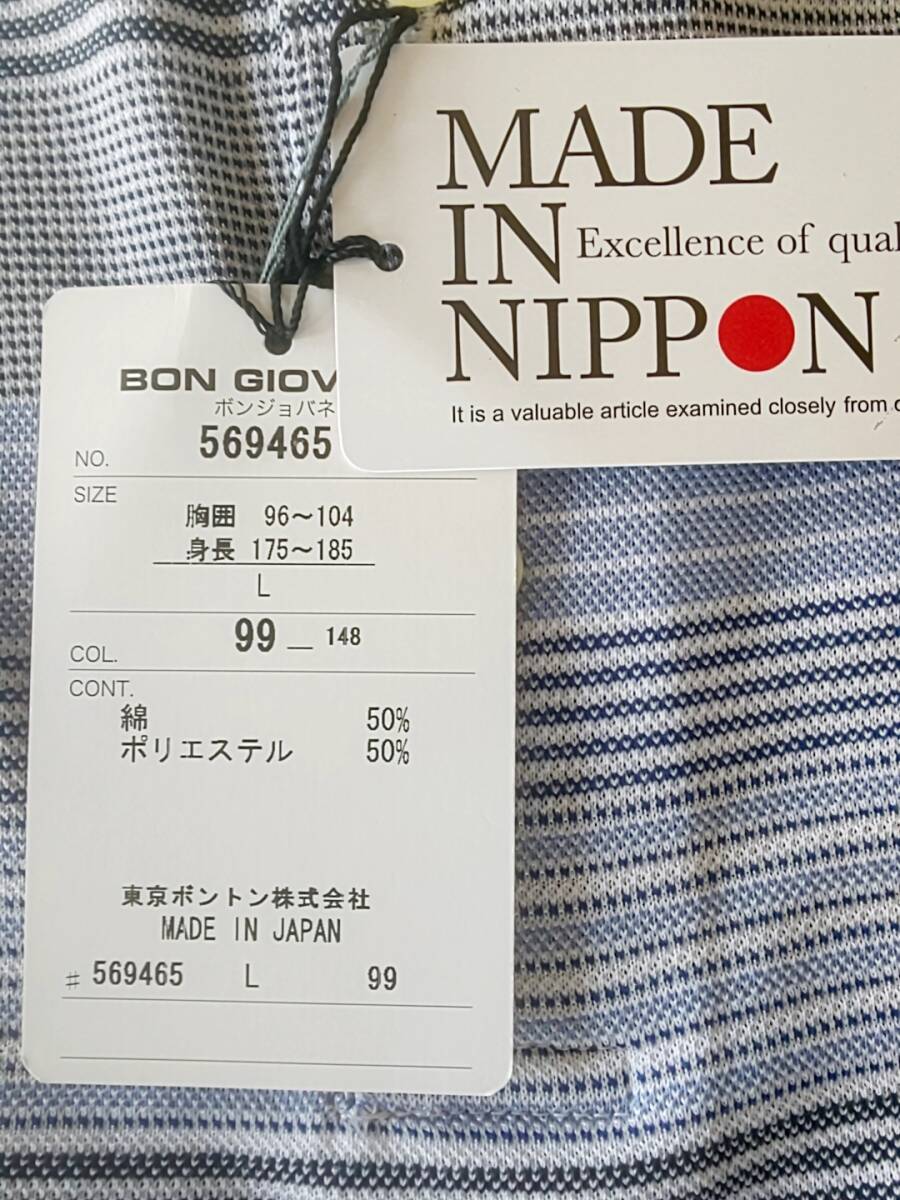 MADE
IN Excellence of
NIPPON
It is a valuable article examined closely from
BON
ボンジョバネ
NO. 569465
SIZE
胸囲 96～104
身長 175～185
L
COL. 99 — 148
CONT.
綿 50%
ポリエステル 50%
東京ボントン株式会社
MADE IN JAPAN
# 569465 L 99